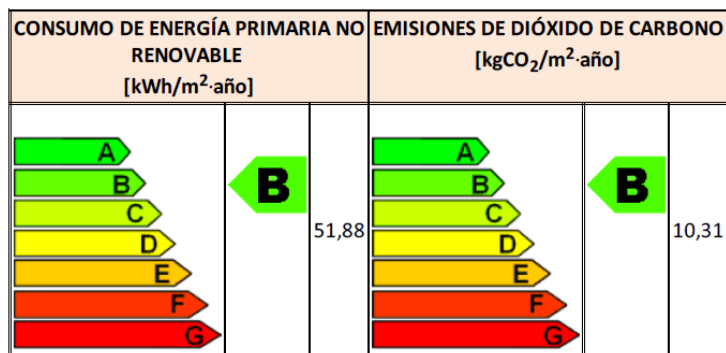 CONSUMO DE ENERGÍA PRIMARIA NO
RENOVABLE
[kWh/m²·año]
EMISIONES DE DIÓXIDO DE CARBONO
[kgCO₂/m²·año]
A
B
C
D
E
F
G
B
51,88
A
B
C
D
E
F
G
B
10,31